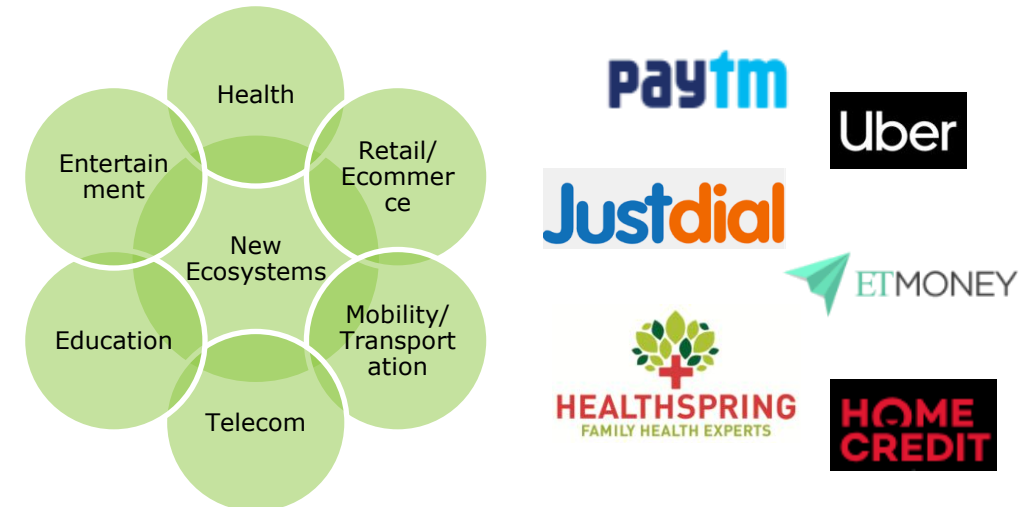 Health
Retail/
Ecommer
ce
Mobility/
Transport
ation
Telecom
Education
Entertain
ment
New
Ecosystems
paytm
Uber
Justdial
ETMONEY
HEALTHSPRING
FAMILY HEALTH EXPERTS
HOME
CREDIT